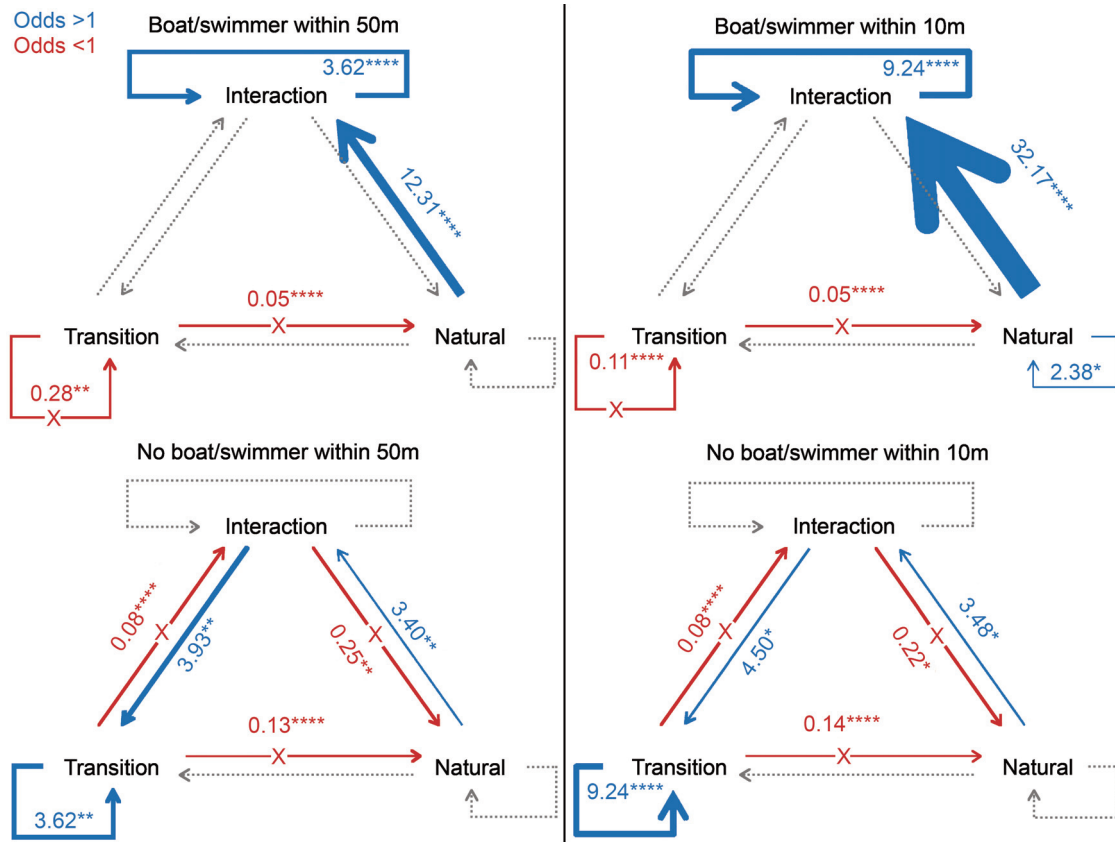 Odds >1
Odds <1
Boat/swimmer within 50m
3.62****
Interaction
12.31****
0.05****
Transition
Natural
0.28**
X
X
Boat/swimmer within 10m
9.24****
Interaction
32.17****
0.05****
X
Transition
Natural
0.11****
2.38*
X
No boat/swimmer within 50m
Interaction
0.08****
X
3.93**
X
0.25**
3.40**
0.13****
X
Transition
Natural
3.62**
No boat/swimmer within 10m
Interaction
0.08****
X
4.50*
X
0.22*
3.48*
0.14****
X
Transition
Natural
9.24****